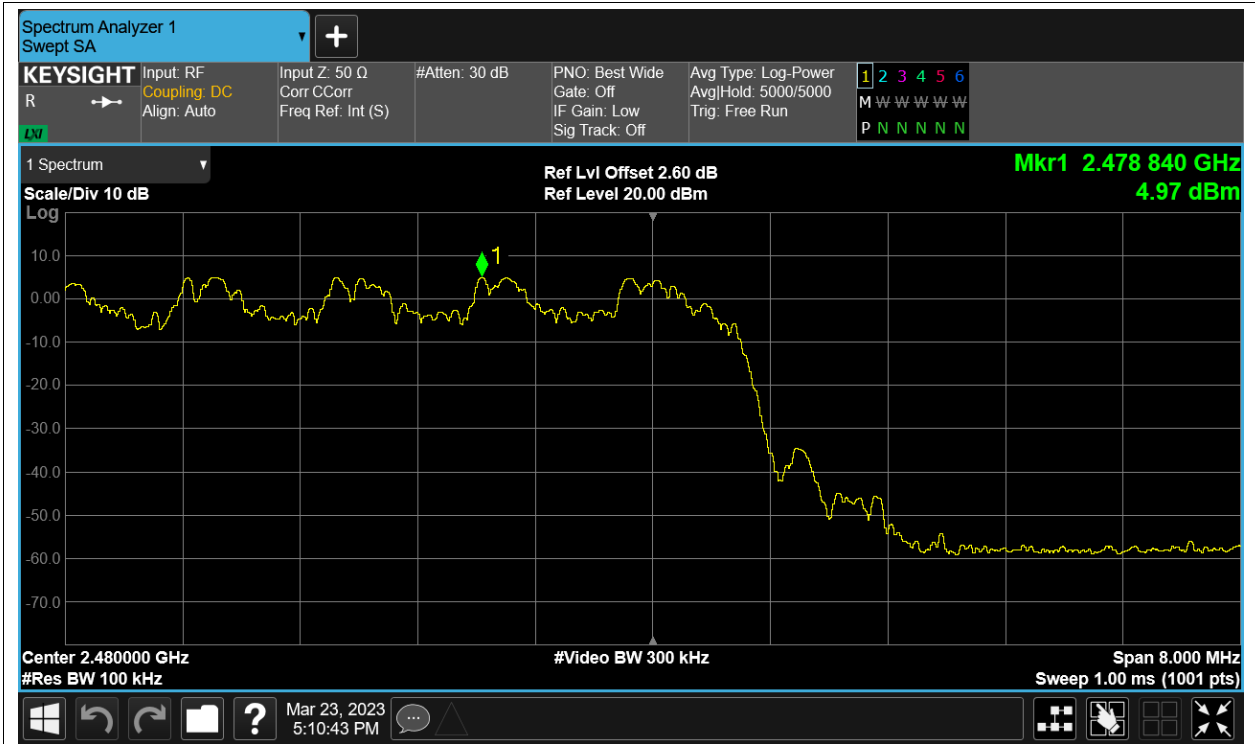 Spectrum Analyzer 1
Swept SA
KEYSIGHT
R
LXI
Input: RF
Coupling: DC
Align: Auto
Input Z: 50 Ω
Corr CCorr
Freq Ref: Int (S)
#Atten: 30 dB
PNO: Best Wide
Gate: Off
IF Gain: Low
Sig Track: Off
Avg Type: Log-Power
Avg|Hold: 5000/5000
Trig: Free Run
1 2 3 4 5 6
M W W W W W
P N N N N N
1 Spectrum
Scale/Div 10 dB
Ref Lvl Offset 2.60 dB
Ref Level 20.00 dBm
Mkr1 2.478 840 GHz
4.97 dBm
Log
10.0
0.00
-10.0
-20.0
-30.0
-40.0
-50.0
-60.0
-70.0
1
Center 2.480000 GHz
#Res BW 100 kHz
#Video BW 300 kHz
Span 8.000 MHz
Sweep 1.00 ms (1001 pts)
?
Mar 23, 2023
5:10:43 PM